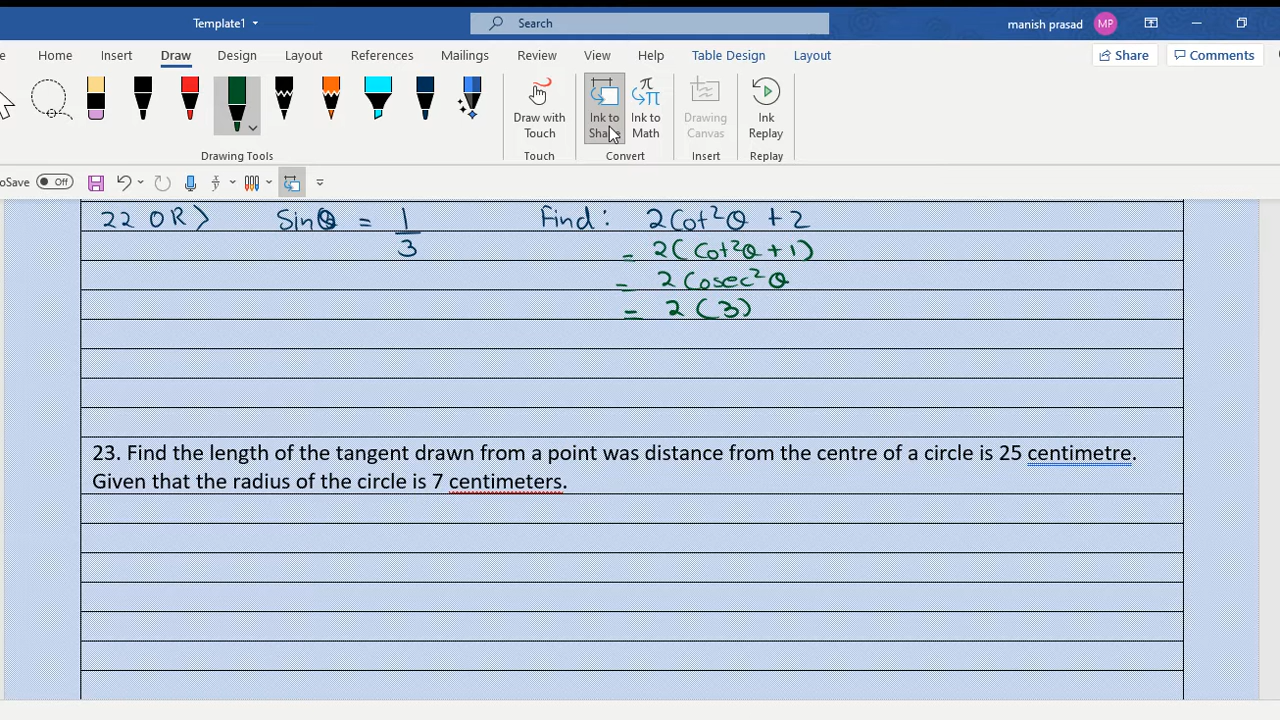 Template1
Search
manish prasad
MP
Home Insert Draw Design Layout References Mailings Review View Help Table Design Layout
Share
Comments
Draw with Touch
Ink to Shape
Ink to Math
Drawing Canvas
Ink Replay
Drawing Tools
Touch
Convert
Insert
Replay
oSave Off
22 OR) Sinθ = 1/3 Find: 2Cot²θ + 2
= 2(Cot²θ + 1)
= 2 Cosec²θ
= 2 (3)
23. Find the length of the tangent drawn from a point was distance from the centre of a circle is 25 centimetre.
Given that the radius of the circle is 7 centimeters.